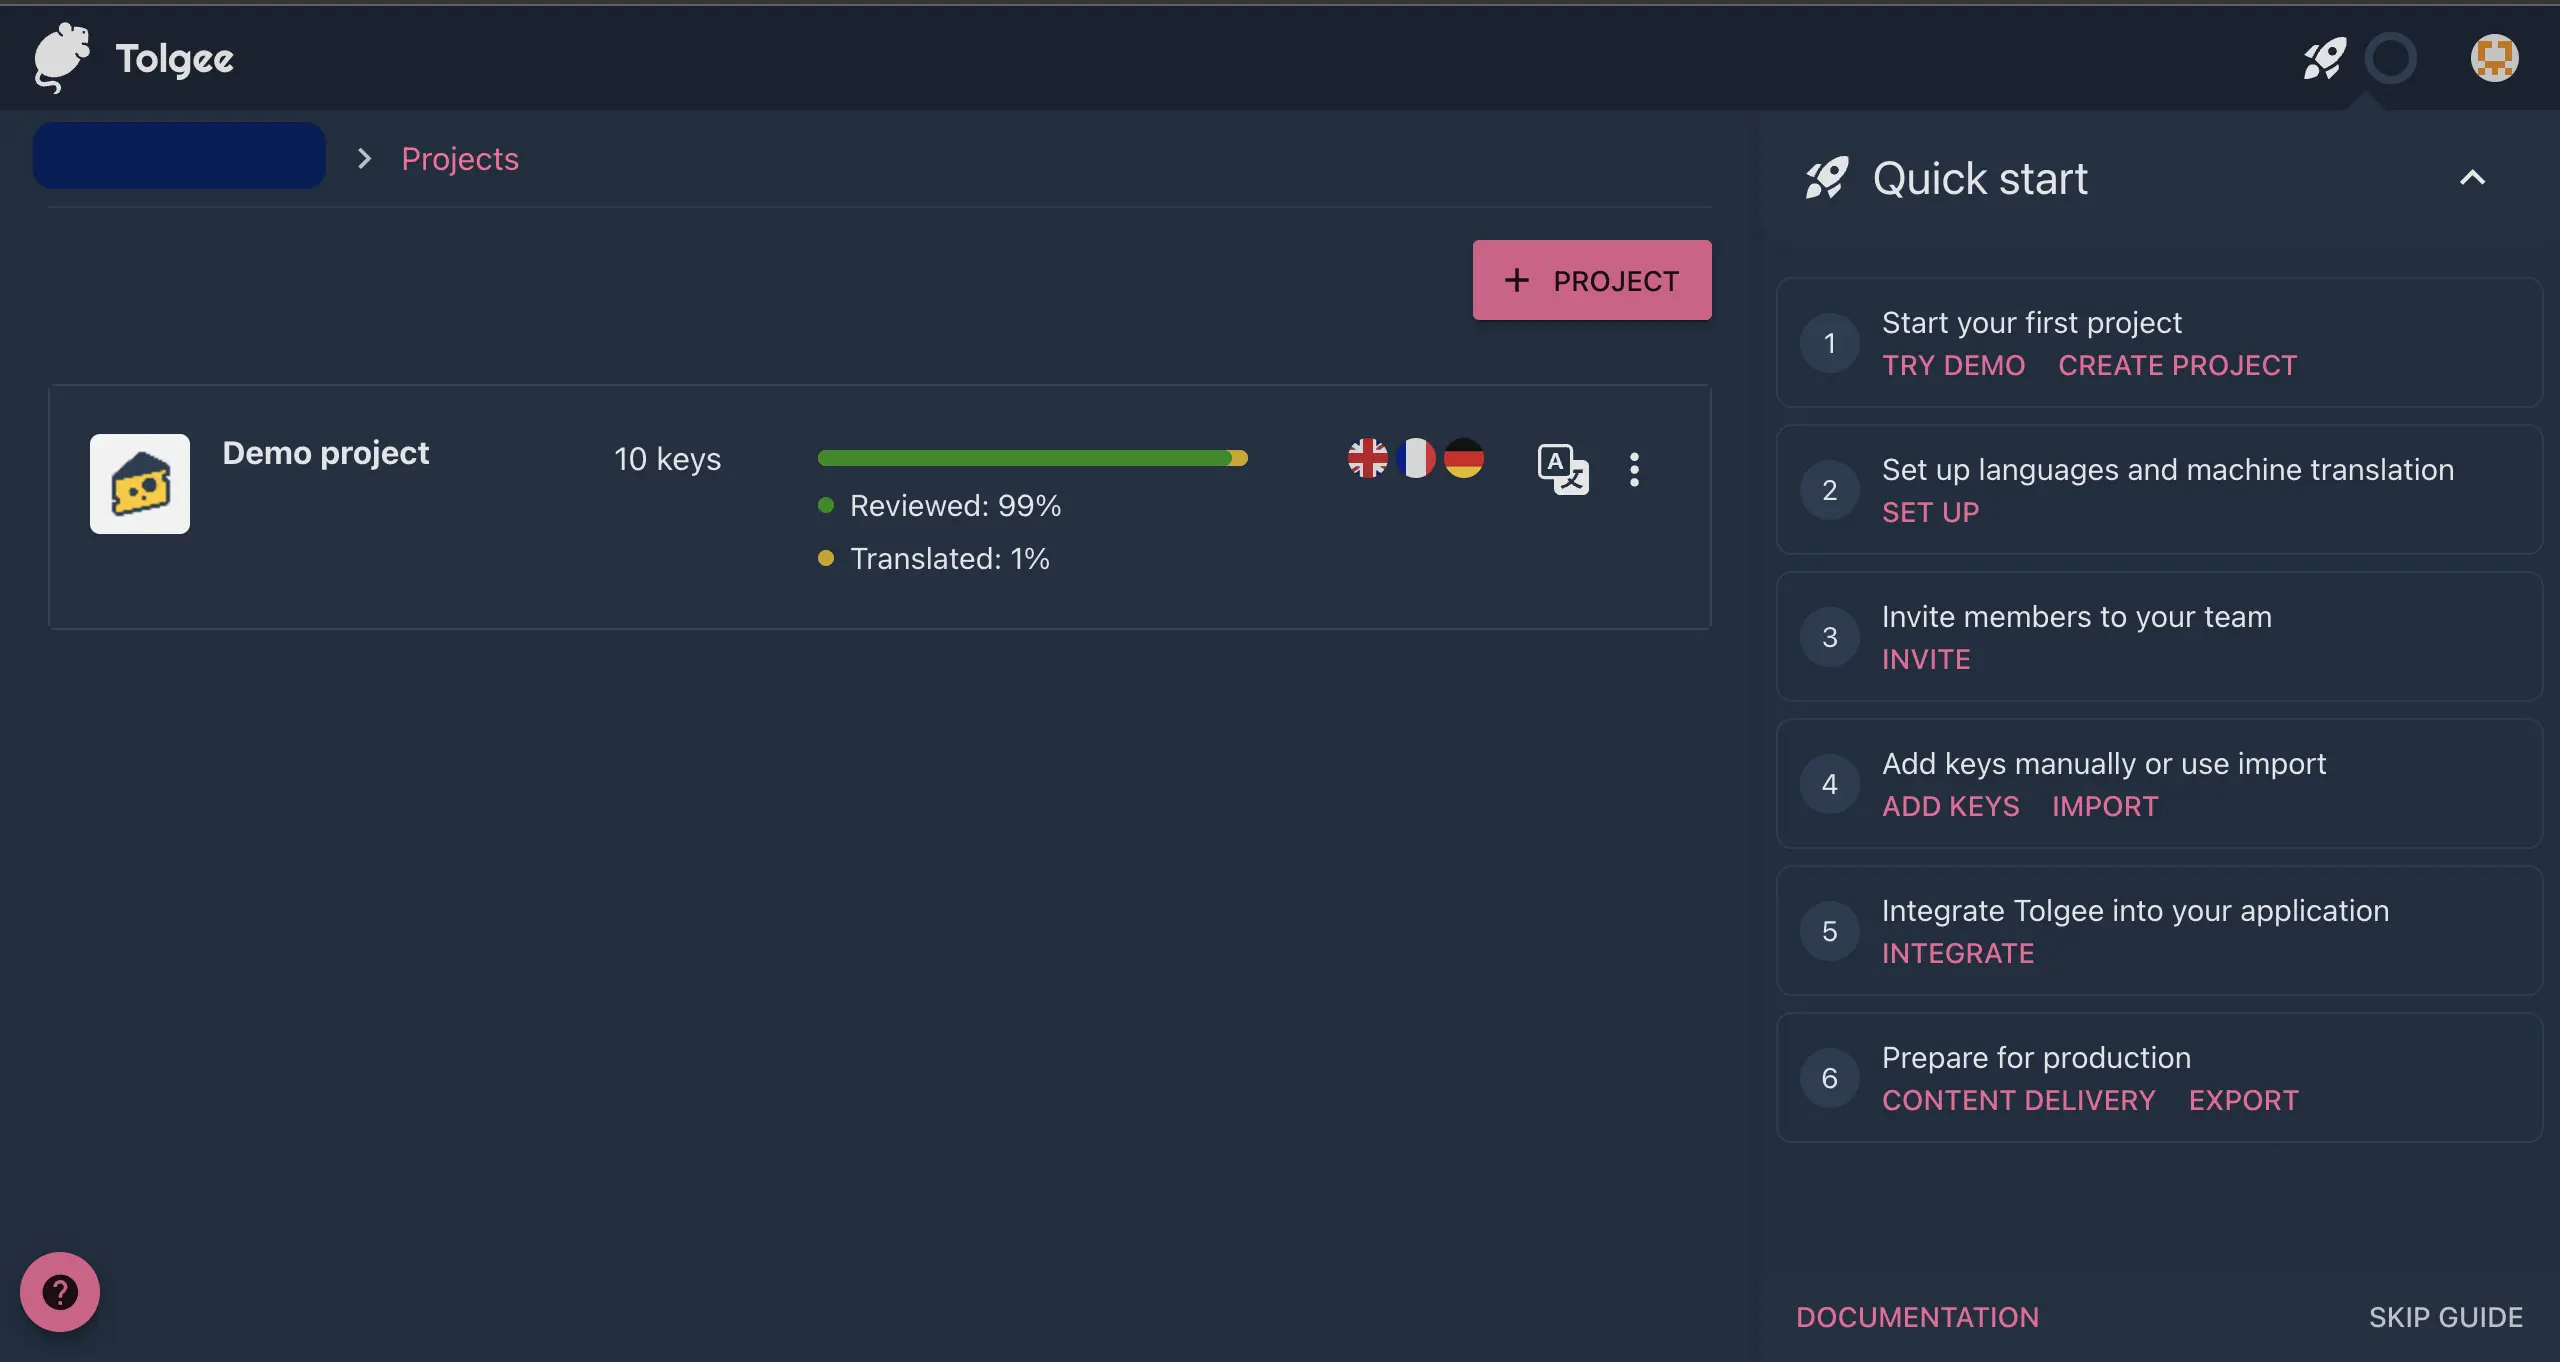 Tolgee
Projects
+ PROJECT
Demo project
10 keys
Reviewed: 99%
Translated: 1%
A 文
?
Quick start
1
Start your first project
TRY DEMO CREATE PROJECT
2
Set up languages and machine translation
SET UP
3
Invite members to your team
INVITE
4
Add keys manually or use import
ADD KEYS IMPORT
5
Integrate Tolgee into your application
INTEGRATE
6
Prepare for production
CONTENT DELIVERY EXPORT
DOCUMENTATION SKIP GUIDE